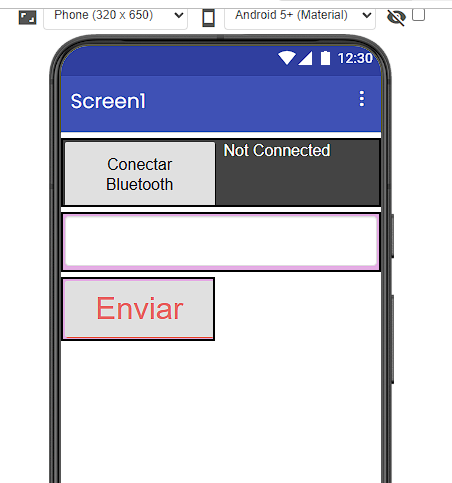 Phone (320 x 650)
Android 5+ (Material)
12:30
Screen1
Conectar
Bluetooth
Not Connected
Enviar